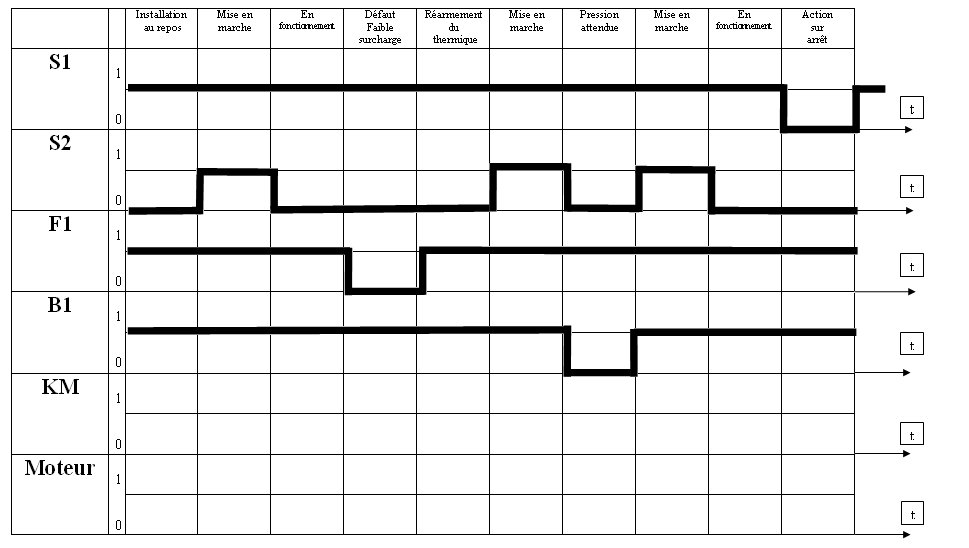 Installation
au repos
Mise en
marche
En
fonctionnement
Défaut
Faible
surcharge
Réarmement
du
thermique
Mise en
marche
Pression
attendue
Mise en
marche
En
fonctionnement
Action
sur
arrêt
S1
1
0
t
S2
1
0
t
F1
1
0
t
B1
1
0
t
KM
1
0
t
Moteur
1
0
t